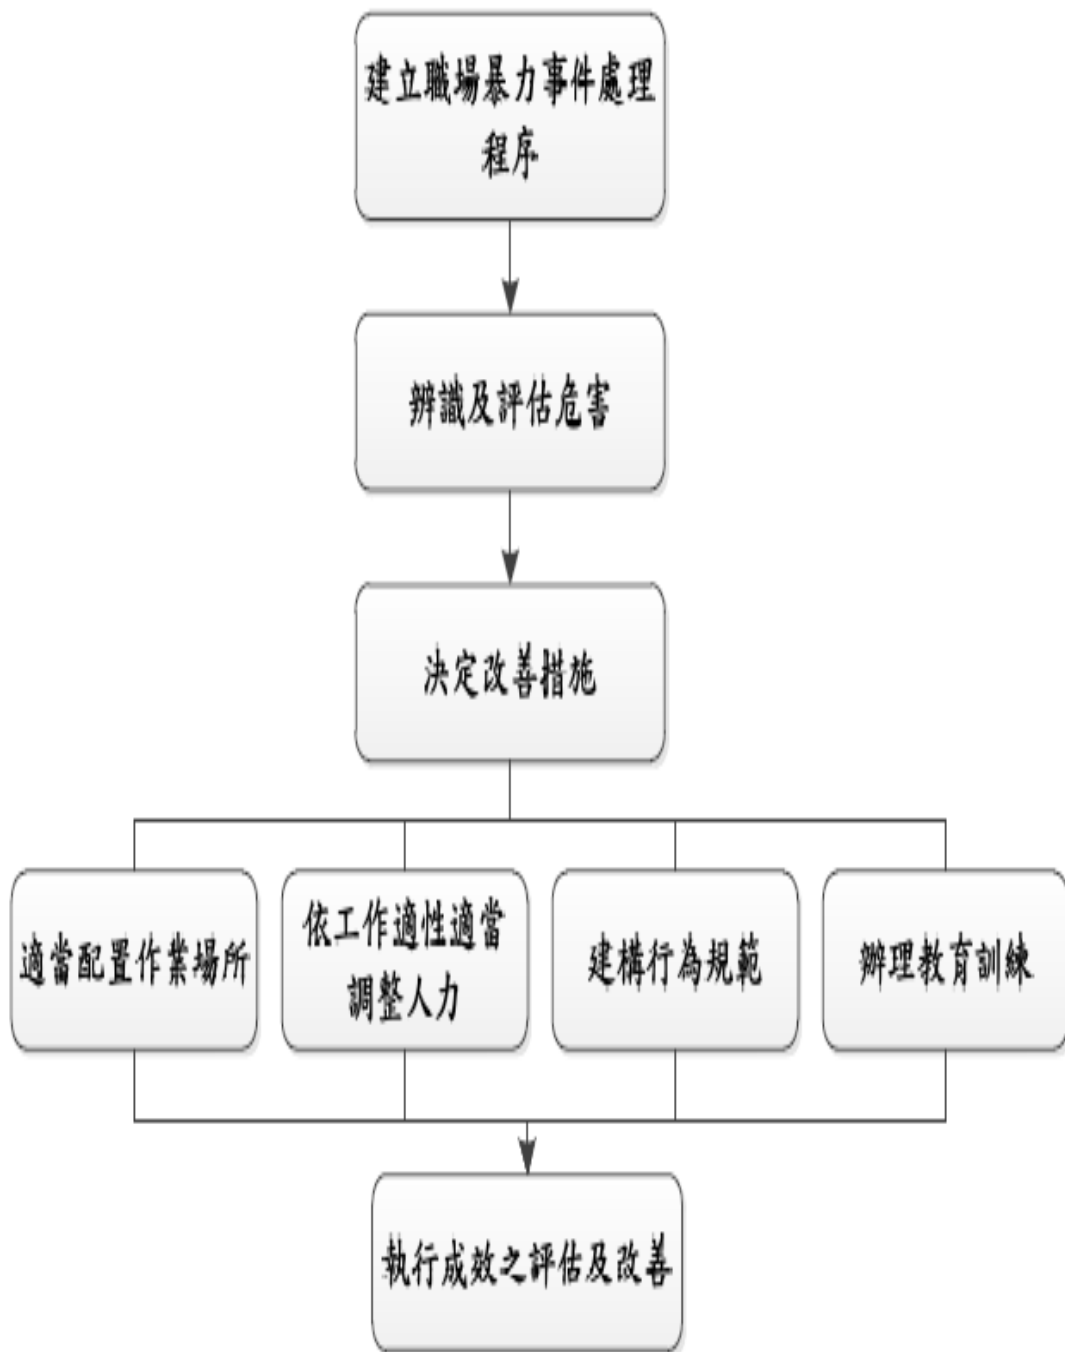 建立職場暴力事件處理
程序
辨識及評估危害
決定改善措施
適當配置作業場所
依工作適性適當
調整人力
建構行為規範
辦理教育訓練
執行成效之評估及改善